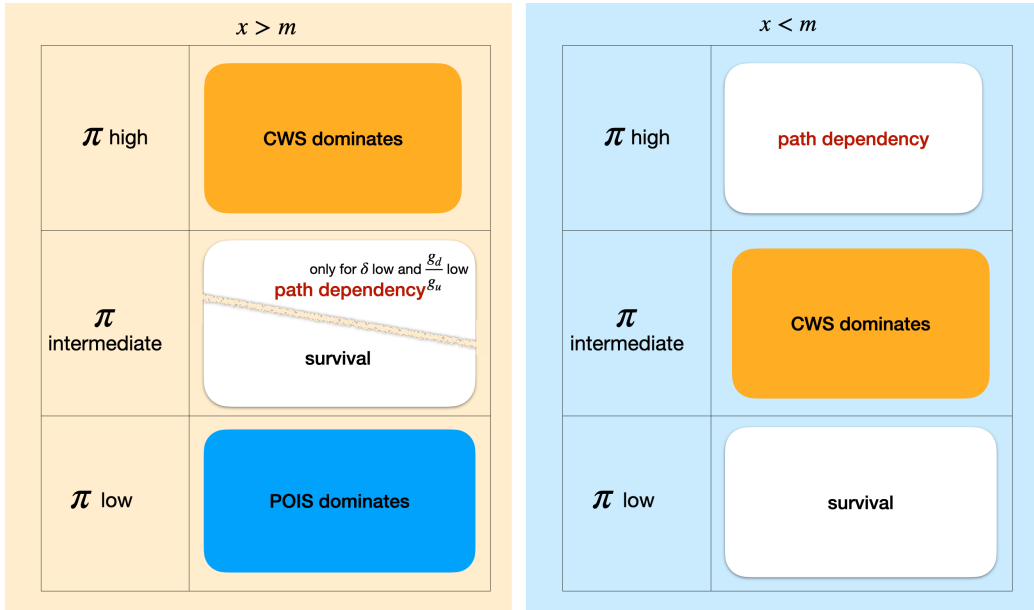 x > m
π high
CWS dominates
π
intermediate
only for δ low and g_d/g_u low
path dependency
survival
π low
POIS dominates
x < m
π high
path dependency
π
intermediate
CWS dominates
π low
survival